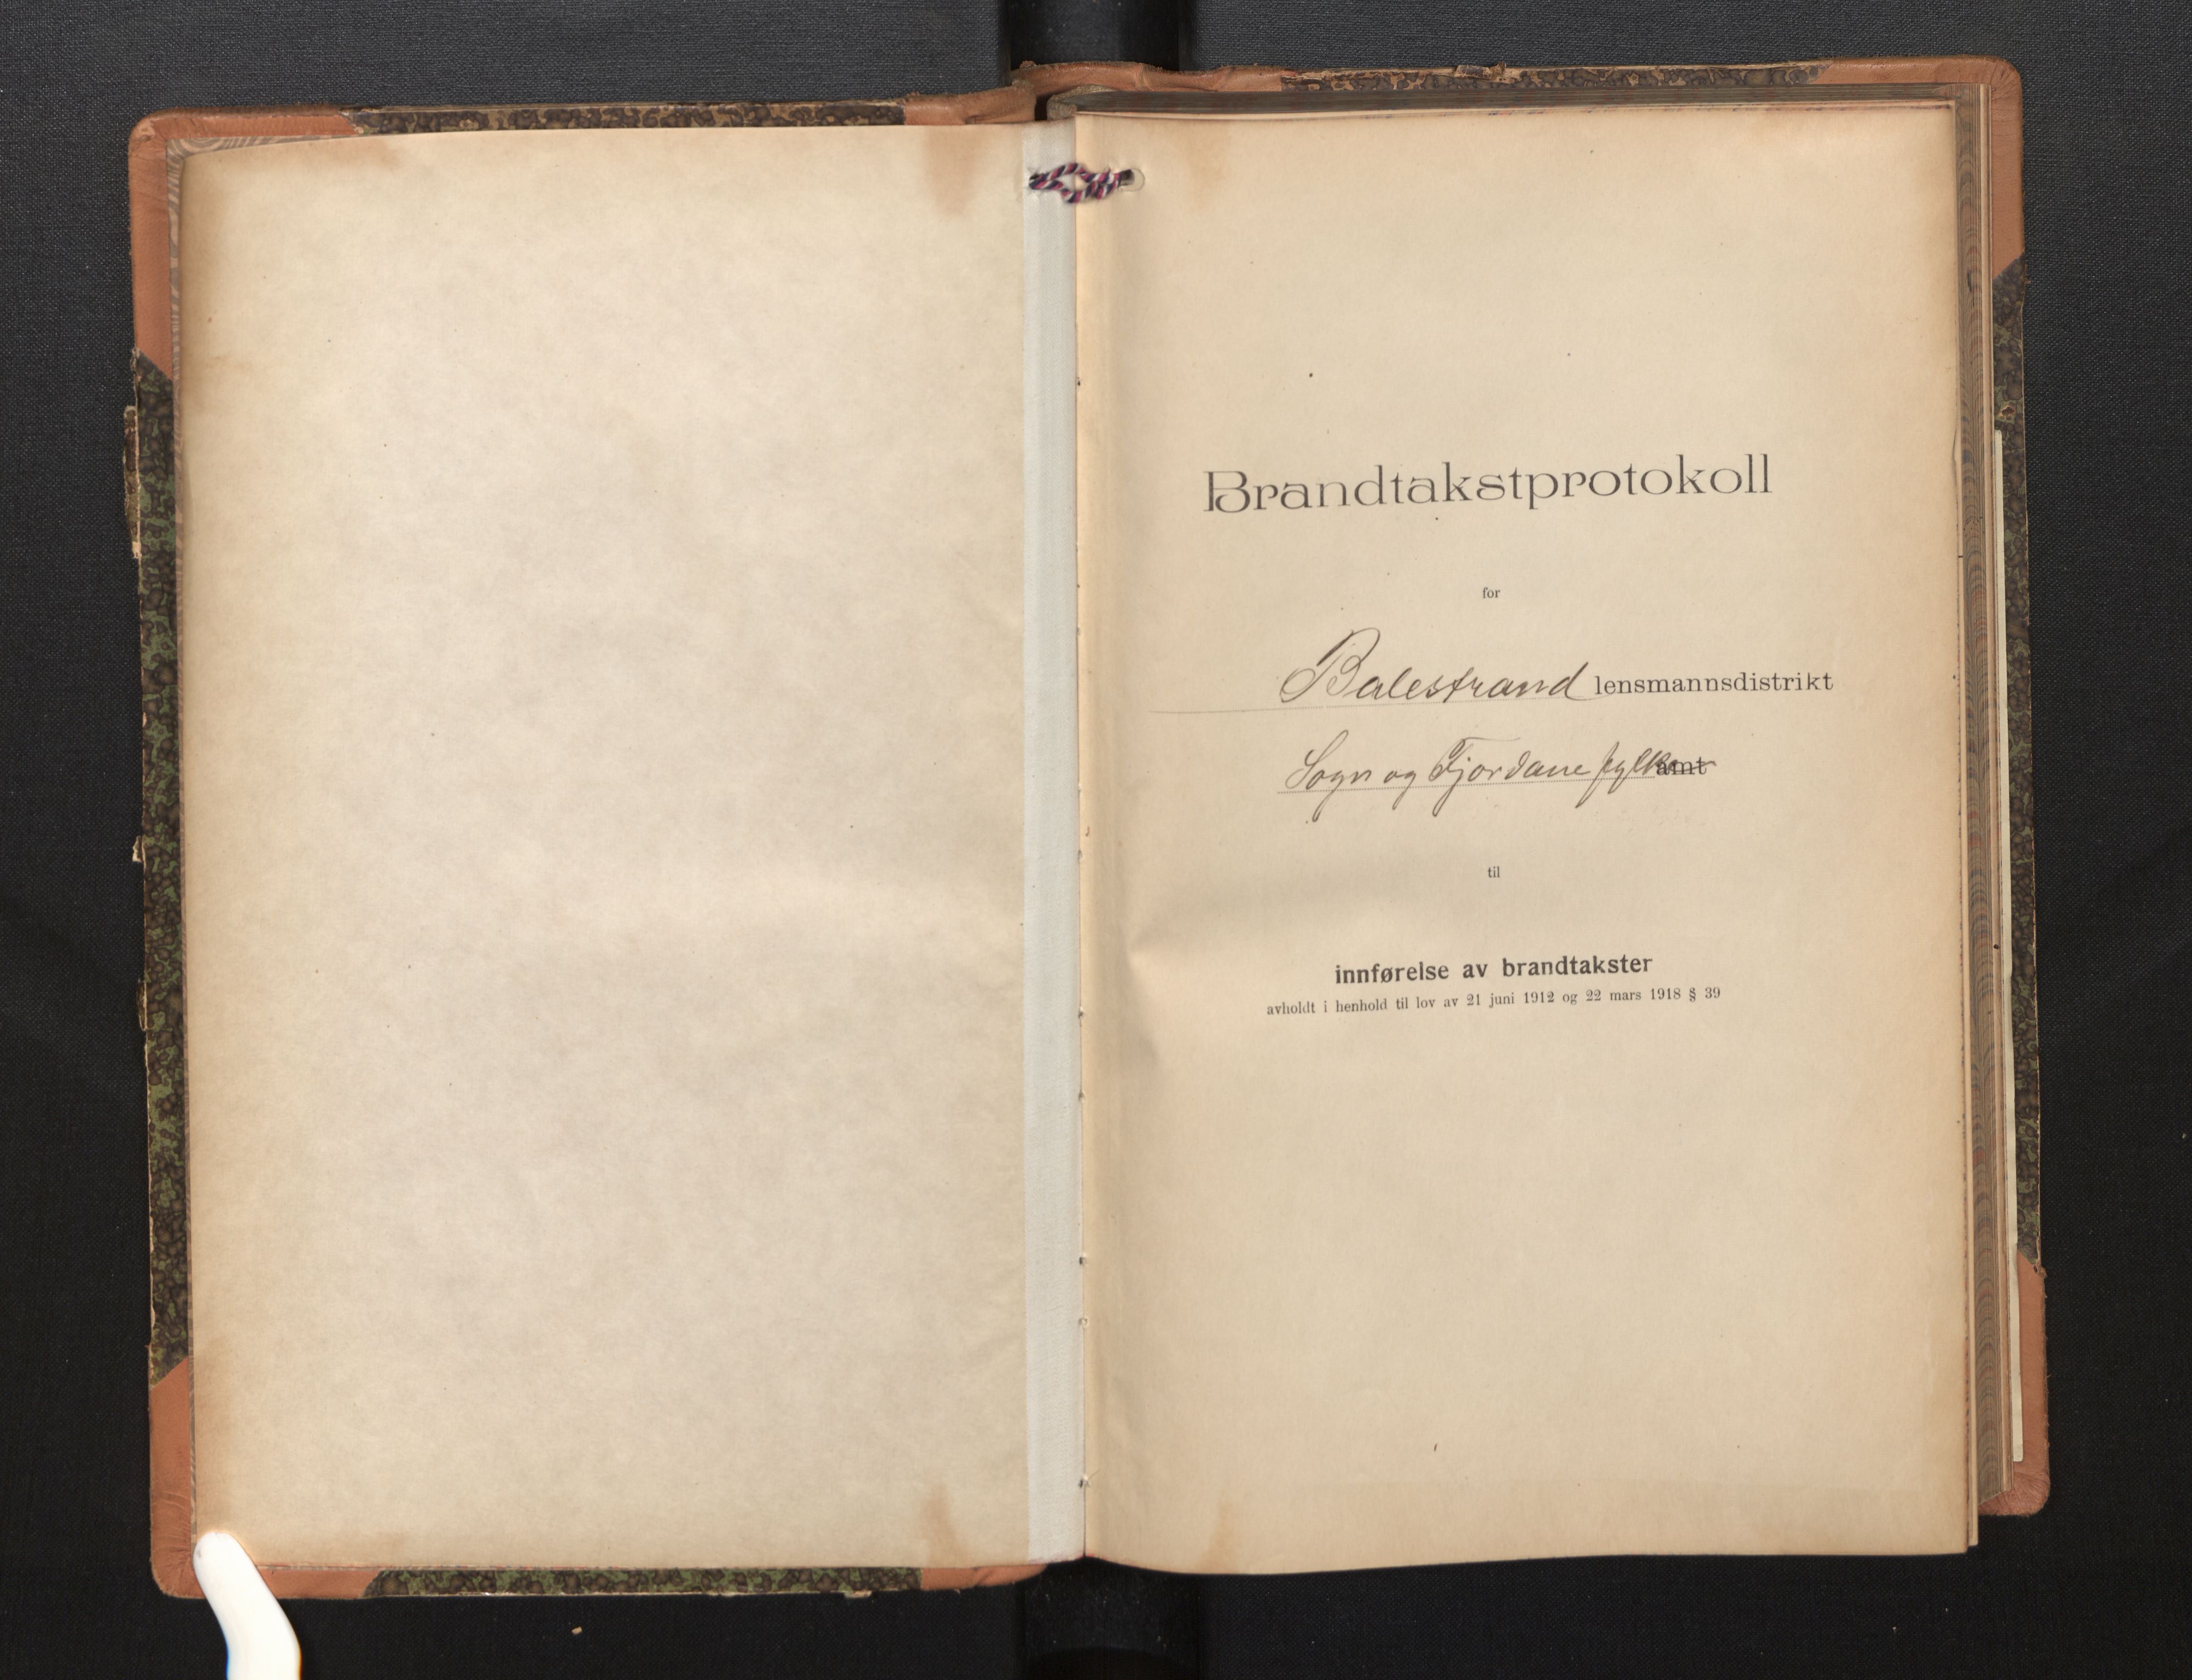 Brandtakstprotokoll
for
Balestrand lensmannsdistrikt
Sogn og Fjordane fylke amt
til
innførelse av brandtakster
avholdt i henhold til lov av 21 juni 1912 og 22 mars 1918 § 39